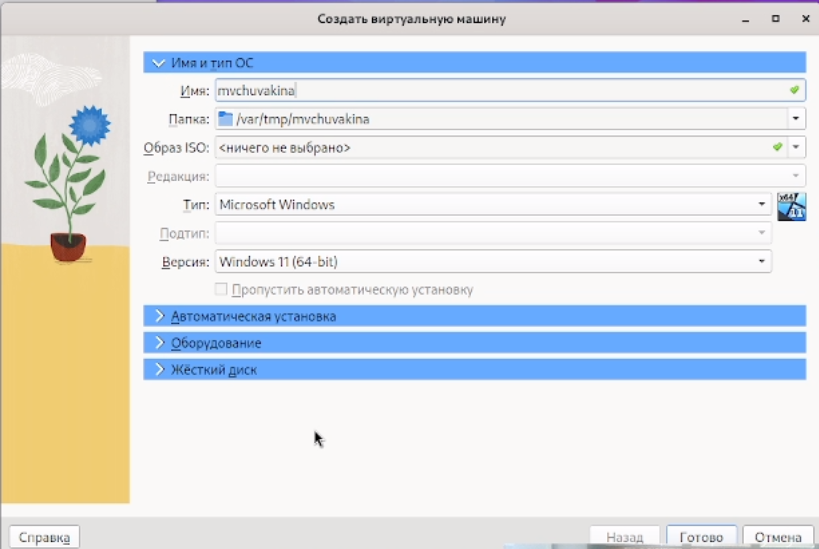 Создать виртуальную машину
Имя и тип ОС
Имя: mvchuvakina
Папка: /var/tmp/mvchuvakina
Образ ISO: <ничего не выбрано>
Редакция:
Тип: Microsoft Windows
x64
11
Подтип:
Версия: Windows 11 (64-bit)
Пропустить автоматическую установку
Автоматическая установка
Оборудование
Жёсткий диск
Справка Назад Готово Отмена